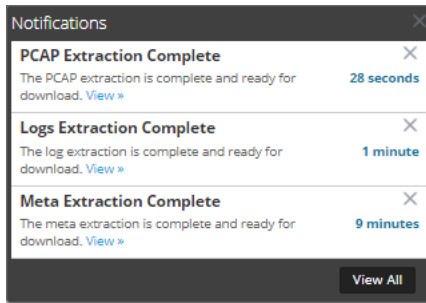 Notifications
PCAP Extraction Complete
The PCAP extraction is complete and ready for
28 seconds
download. View »
Logs Extraction Complete
The log extraction is complete and ready for
1 minute
download. View »
Meta Extraction Complete
The meta extraction is complete and ready for
9 minutes
download. View »
View All